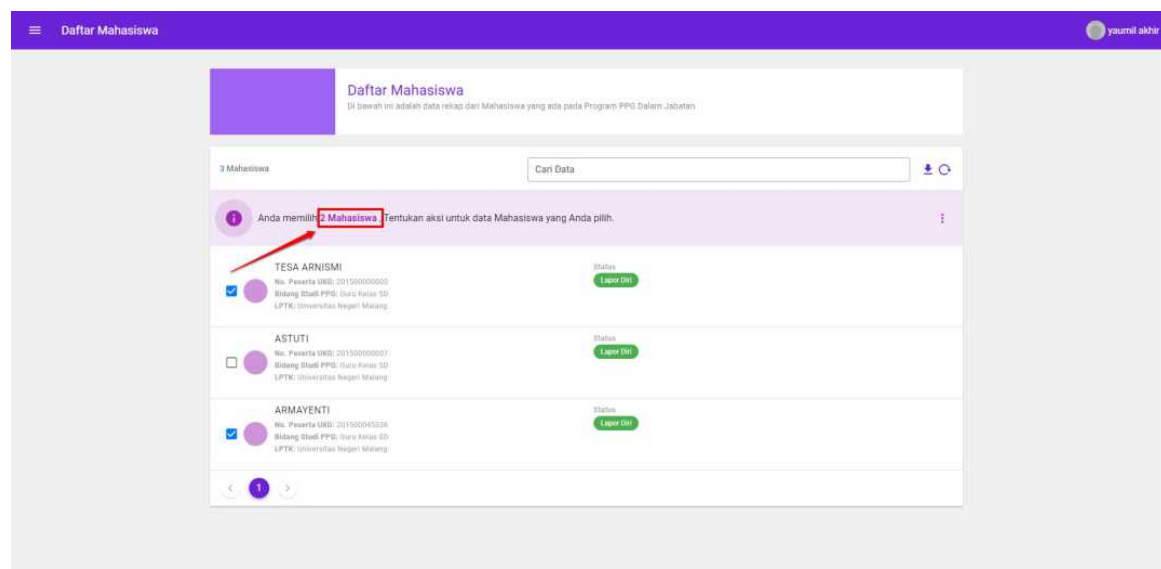 Daftar Mahasiswa
yaumil akhir
Daftar Mahasiswa
Di bawah ini adalah data rekap dari Mahasiswa yang ada pada Program PPG Dalam Jabatan
3 Mahasiswa
Cari Data
Anda memilih 2 Mahasiswa , Tentukan aksi untuk data Mahasiswa yang Anda pilih.
TESA ARNISMI
No. Peserta UKG: 201500000003
Bidang Studi PPG: Guru Kelas SD
LPTK: Universitas Negeri Malang
Status
Lapor Diri
ASTUTI
No. Peserta UKG: 201500000007
Bidang Studi PPG: Guru Kelas SD
LPTK: Universitas Negeri Malang
Status
Lapor Diri
ARMAYENTI
No. Peserta UKG: 201500045336
Bidang Studi PPG: Guru Kelas SD
LPTK: Universitas Negeri Malang
Status
Lapor Diri
1